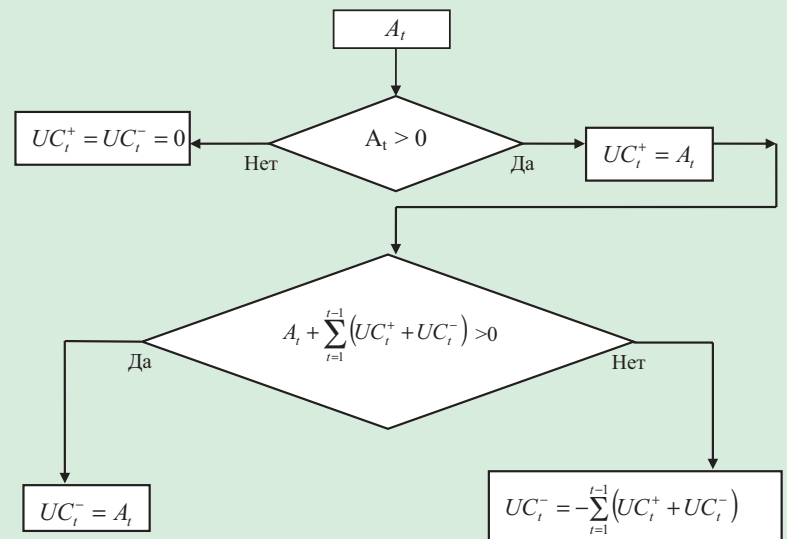 A_t
UC_t^+ = UC_t^- = 0
A_t > 0
UC_t^+ = A_t
Нет
Да
A_t + \sum_{t=1}^{t-1} (UC_t^+ + UC_t^-) >0
Да
Нет
UC_t^- = A_t
UC_t^- = -\sum_{t=1}^{t-1} (UC_t^+ + UC_t^-)